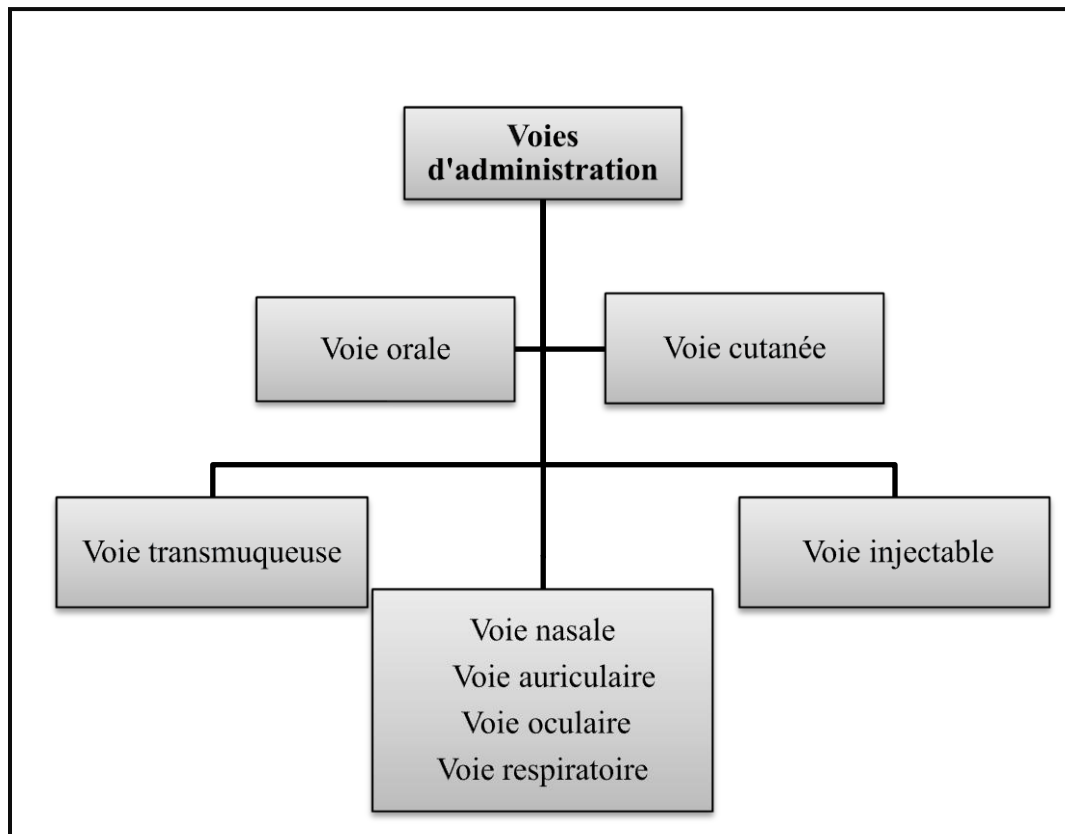 Voies
d'administration
Voie orale
Voie cutanée
Voie transmuqueuse
Voie injectable
Voie nasale
Voie auriculaire
Voie oculaire
Voie respiratoire